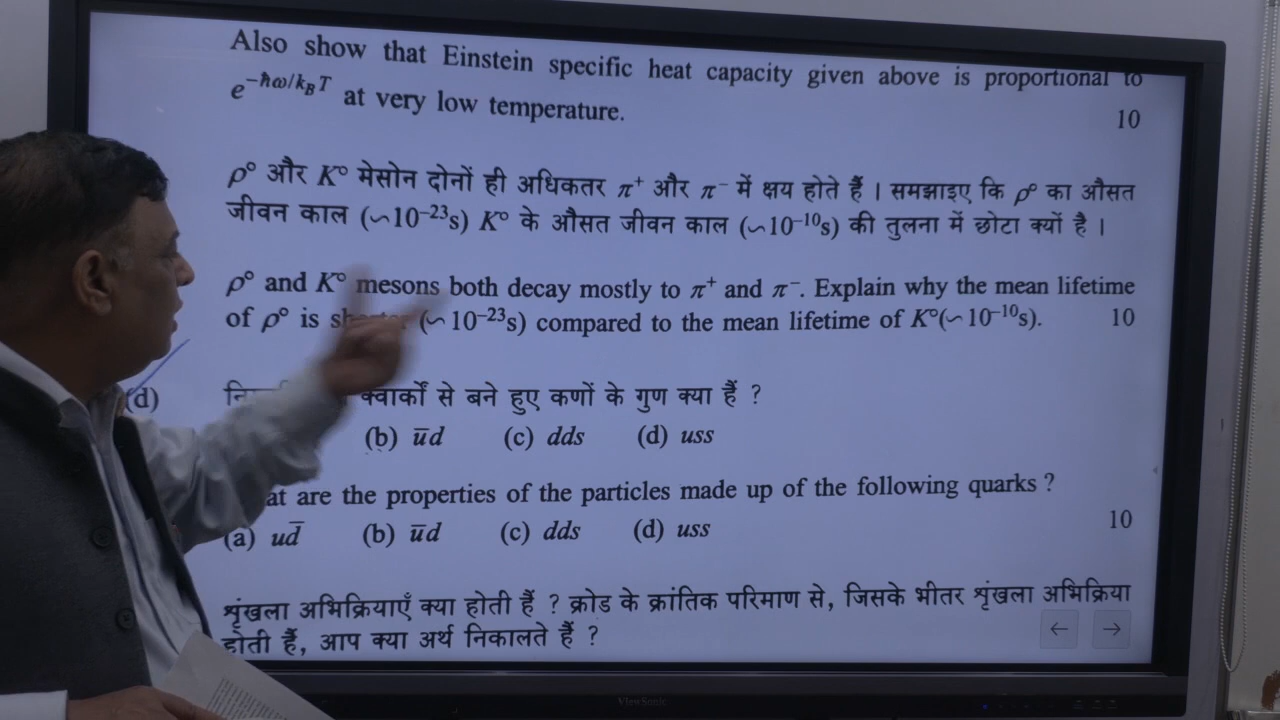 Also show that Einstein specific heat capacity given above is proportional to
e^{-ħω/k_BT} at very low temperature.
10
ρ° और K° मेसोन दोनों ही अधिकतर π⁺ और π⁻ में क्षय होते हैं । समझाइए कि ρ° का औसत
जीवन काल (∽10⁻²³s) K° के औसत जीवन काल (∽10⁻¹⁰s) की तुलना में छोटा क्यों है ।
ρ° and K° mesons both decay mostly to π⁺ and π⁻. Explain why the mean lifetime
of ρ° is (∽10⁻²³s) compared to the mean lifetime of K°(∽10⁻¹⁰s). 10
(d) क्वार्कों से बने हुए कणों के गुण क्या हैं ?
(b) u̅d (c) dds (d) uss
at are the properties of the particles made up of the following quarks ?
(a) ud̅ (b) u̅d (c) dds (d) uss
10
शृंखला अभिक्रियाएँ क्या होती हैं ? क्रोड के क्रांतिक परिमाण से, जिसके भीतर शृंखला अभिक्रिया
होती हैं, आप क्या अर्थ निकालते हैं ?
← →
ViewSonic